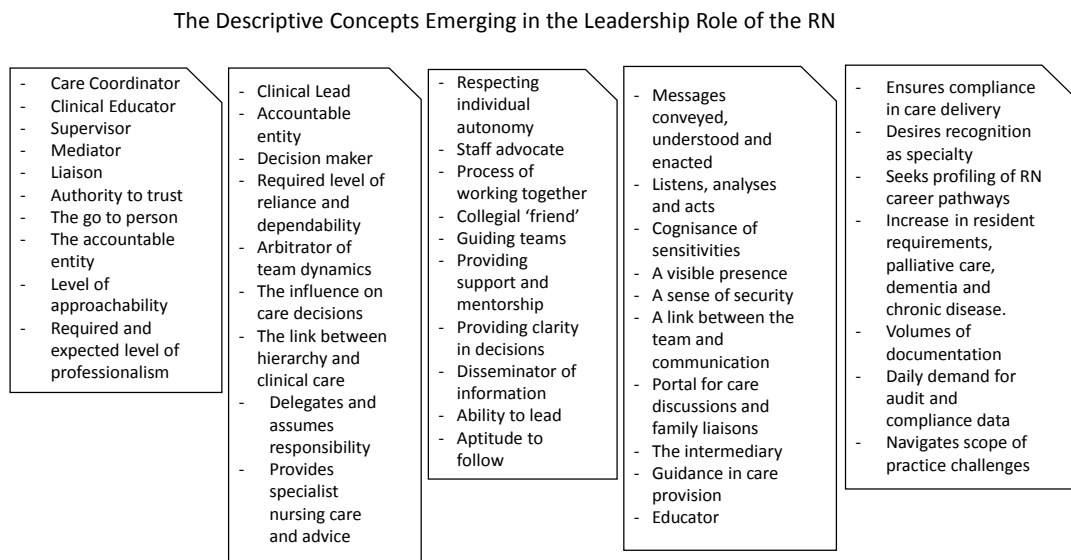 The Descriptive Concepts Emerging in the Leadership Role of the RN
- Care Coordinator
- Clinical Educator
- Supervisor
- Mediator
- Liaison
- Authority to trust
- The go to person
- The accountable
entity
- Level of
approachability
- Required and
expected level of
professionalism
- Clinical Lead
- Accountable
entity
- Decision maker
- Required level of
reliance and
dependability
- Arbitrator of
team dynamics
- The influence on
care decisions
- The link between
hierarchy and
clinical care
- Delegates and
assumes
responsibility
- Provides
specialist
nursing care
and advice
- Respecting
individual
autonomy
- Staff advocate
- Process of
working together
- Collegial ‘friend’
- Guiding teams
- Providing
support and
mentorship
- Providing clarity
in decisions
- Disseminator of
information
- Ability to lead
- Aptitude to
follow
- Messages
conveyed,
understood and
enacted
- Listens, analyses
and acts
- Cognisance of
sensitivities
- A visible presence
- A sense of security
- A link between the
team and
communication
- Portal for care
discussions and
family liaisons
- The intermediary
- Guidance in care
provision
- Educator
- Ensures compliance
in care delivery
- Desires recognition
as specialty
- Seeks profiling of RN
career pathways
- Increase in resident
requirements,
palliative care,
dementia and
chronic disease.
- Volumes of
documentation
- Daily demand for
audit and
compliance data
- Navigates scope of
practice challenges